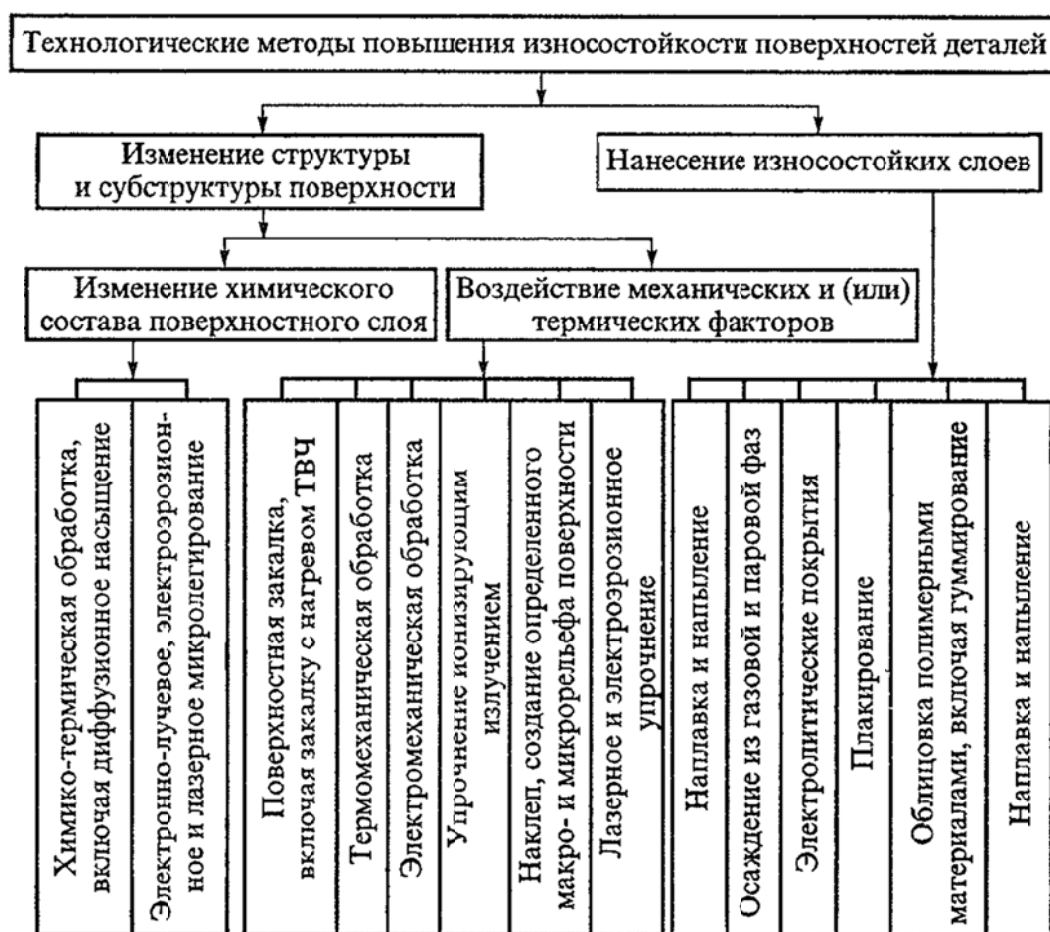 Технологические методы повышения износостойкости поверхностей деталей
Изменение структуры
и субструктуры поверхности
Нанесение износостойких слоев
Изменение химического
состава поверхностного слоя
Воздействие механических и (или)
термических факторов
Химико-термическая обработка,
включая диффузионное насыщение
Электронно-лучевое, электроэрозион-
ное и лазерное микролегирование
Поверхностная закалка,
включая закалку с нагревом ТВЧ
Термомеханическая обработка
Электромеханическая обработка
Упрочнение ионизирующим
излучением
Наклеп, создание определенного
макро- и микрорельефа поверхности
Лазерное и электроэрозионное
упрочнение
Наплавка и напыление
Осаждение из газовой и паровой фаз
Электролитические покрытия
Плакирование
Облицовка полимерными
материалами, включая гуммирование
Наплавка и напыление